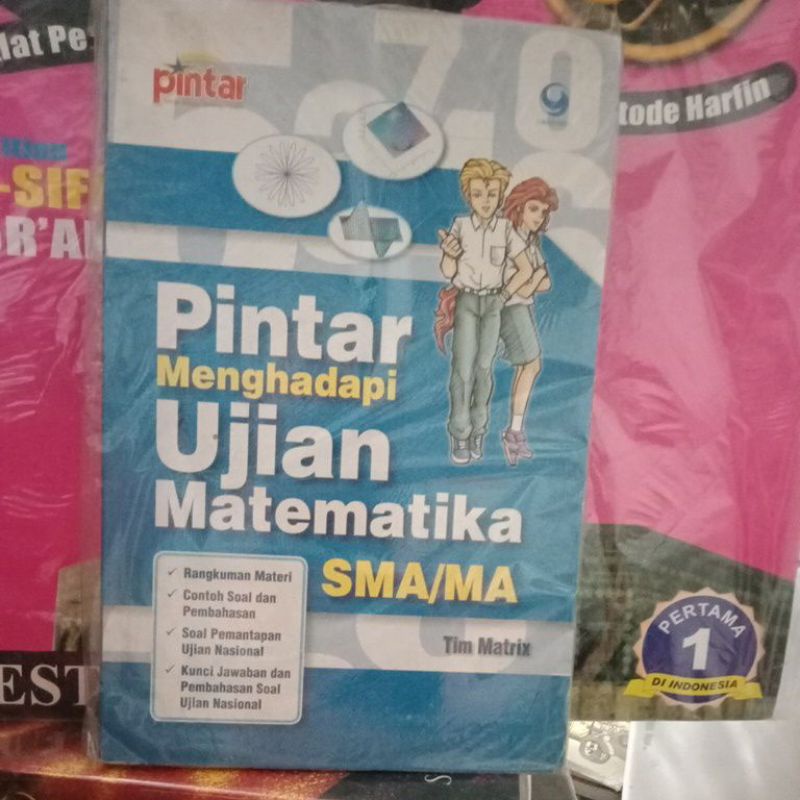 lat Pe
pintar
tode Harfin
-SIF
R'A
Pintar
Menghadapi
Ujian
Matematika
SMA/MA
✓ Rangkuman Materi
✓ Contoh Soal dan
Pembahasan
✓ Soal Pemantapan
Ujian Nasional
✓ Kunci Jawaban dan
Pembahasan Soal
Ujian Nasional
Tim Matrix
PERTAMA
1
DI INDONESIA
EST